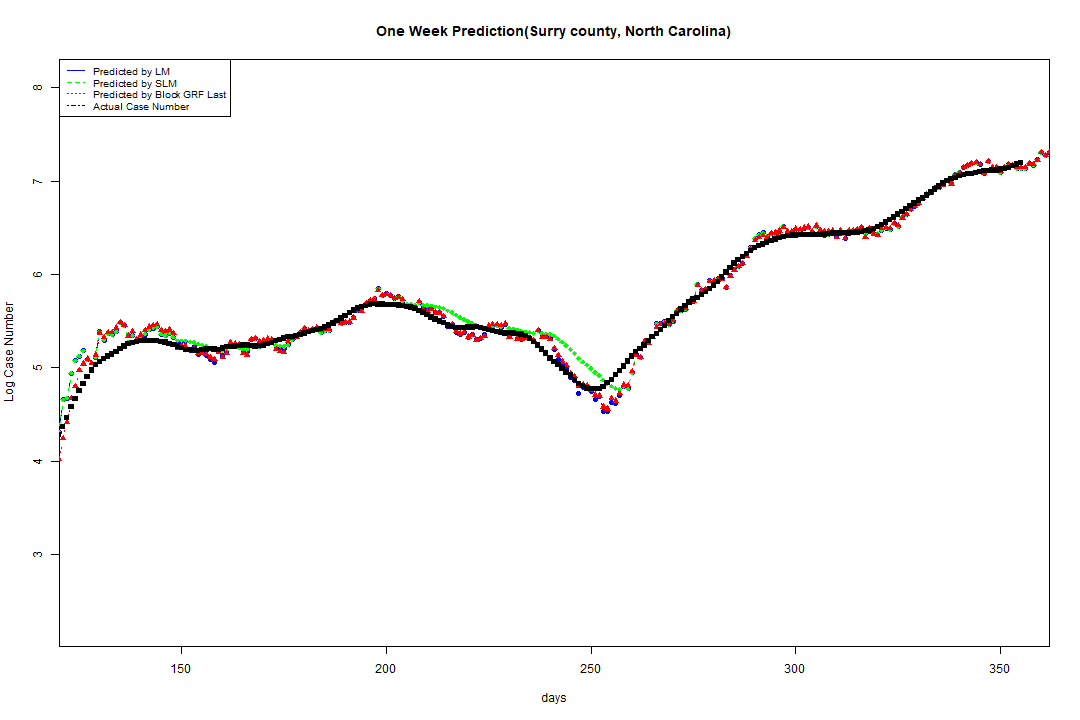 One Week Prediction(Surry county, North Carolina)
Predicted by LM
Predicted by SLM
Predicted by Block GRF Last
Actual Case Number
8
7
6
5
4
3
Log Case Number
150 200 250 300 350
days